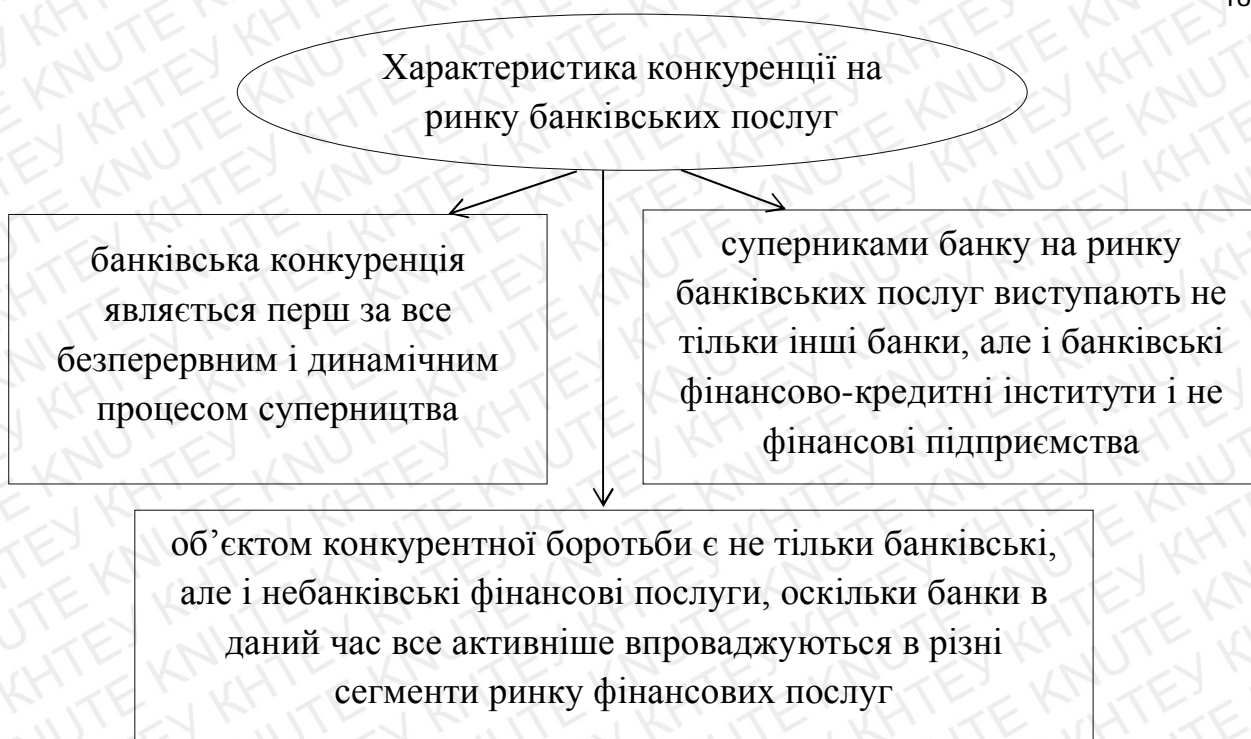 Характеристика конкуренції на
ринку банківських послуг
банківська конкуренція
являється перш за все
безперервним і динамічним
процесом суперництва
суперниками банку на ринку
банківських послуг виступають не
тільки інші банки, але і банківські
фінансово-кредитні інститути і не
фінансові підприємства
об’єктом конкурентної боротьби є не тільки банківські,
але і небанківські фінансові послуги, оскільки банки в
даний час все активніше впроваджуються в різні
сегменти ринку фінансових послуг